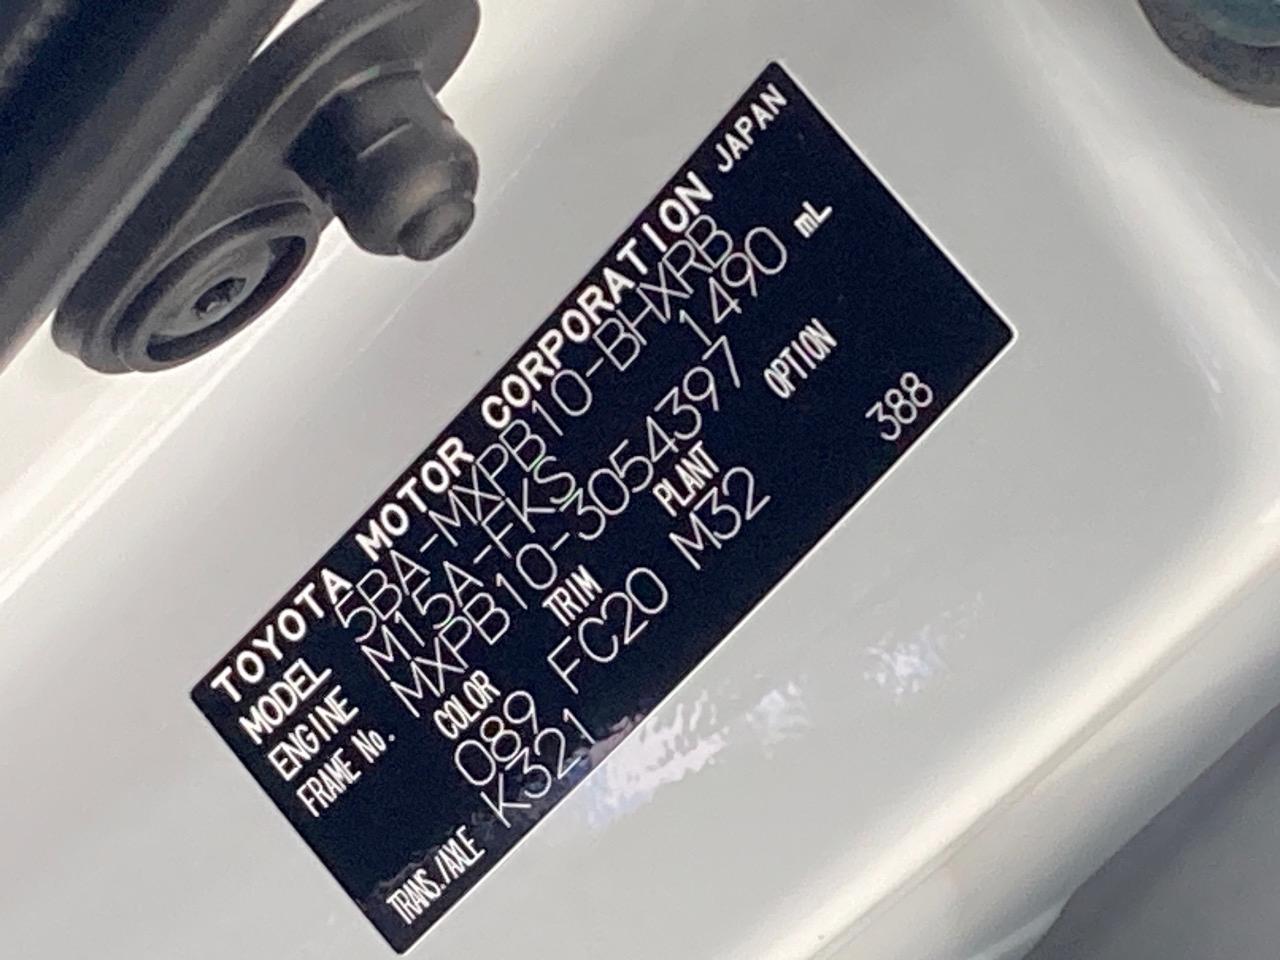 TOYOTA MOTOR CORPORATION JAPAN
MODEL 5BA-MXPB10-BHXRB
ENGINE M15A-FKS 1490 mL
FRAME No. MXPB10-3054397
COLOR TRIM PLANT OPTION
089 FC20 M32 388
TRANS./AXLE K321